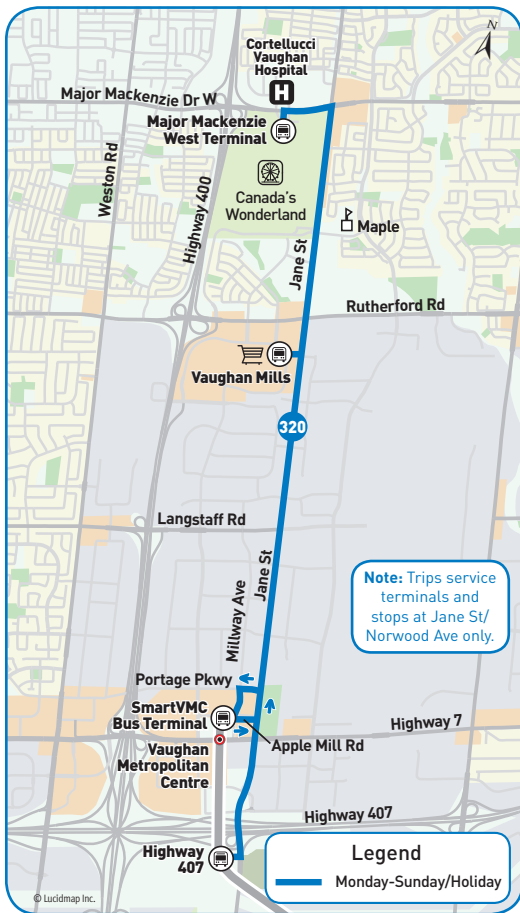 N
Cortellucci
Vaughan
Hospital
H
Major Mackenzie Dr W
Major Mackenzie
West Terminal
Weston Rd
Highway 400
Canada's
Wonderland
Maple
Jane St
Rutherford Rd
Vaughan Mills
320
Langstaff Rd
Jane St
Millway Ave
Note: Trips service
terminals and
stops at Jane St/
Norwood Ave only.
Portage Pkwy
SmartVMC
Bus Terminal
Highway 7
Apple Mill Rd
Vaughan
Metropolitan
Centre
Highway 407
Highway
407
Legend
Monday-Sunday/Holiday
© Lucidmap Inc.